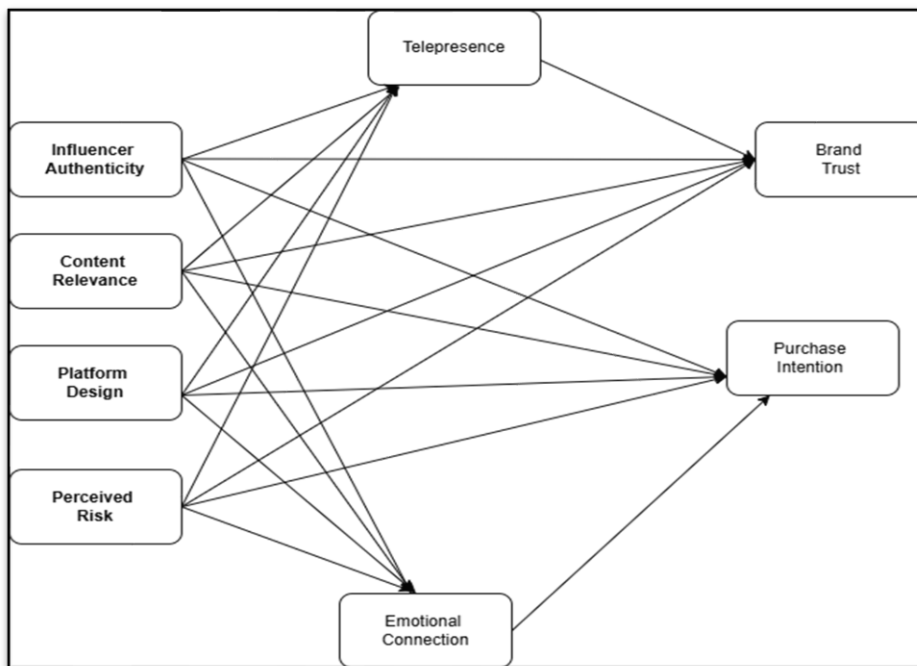 Telepresence
Influencer
Authenticity
Brand
Trust
Content
Relevance
Platform
Design
Purchase
Intention
Perceived
Risk
Emotional
Connection